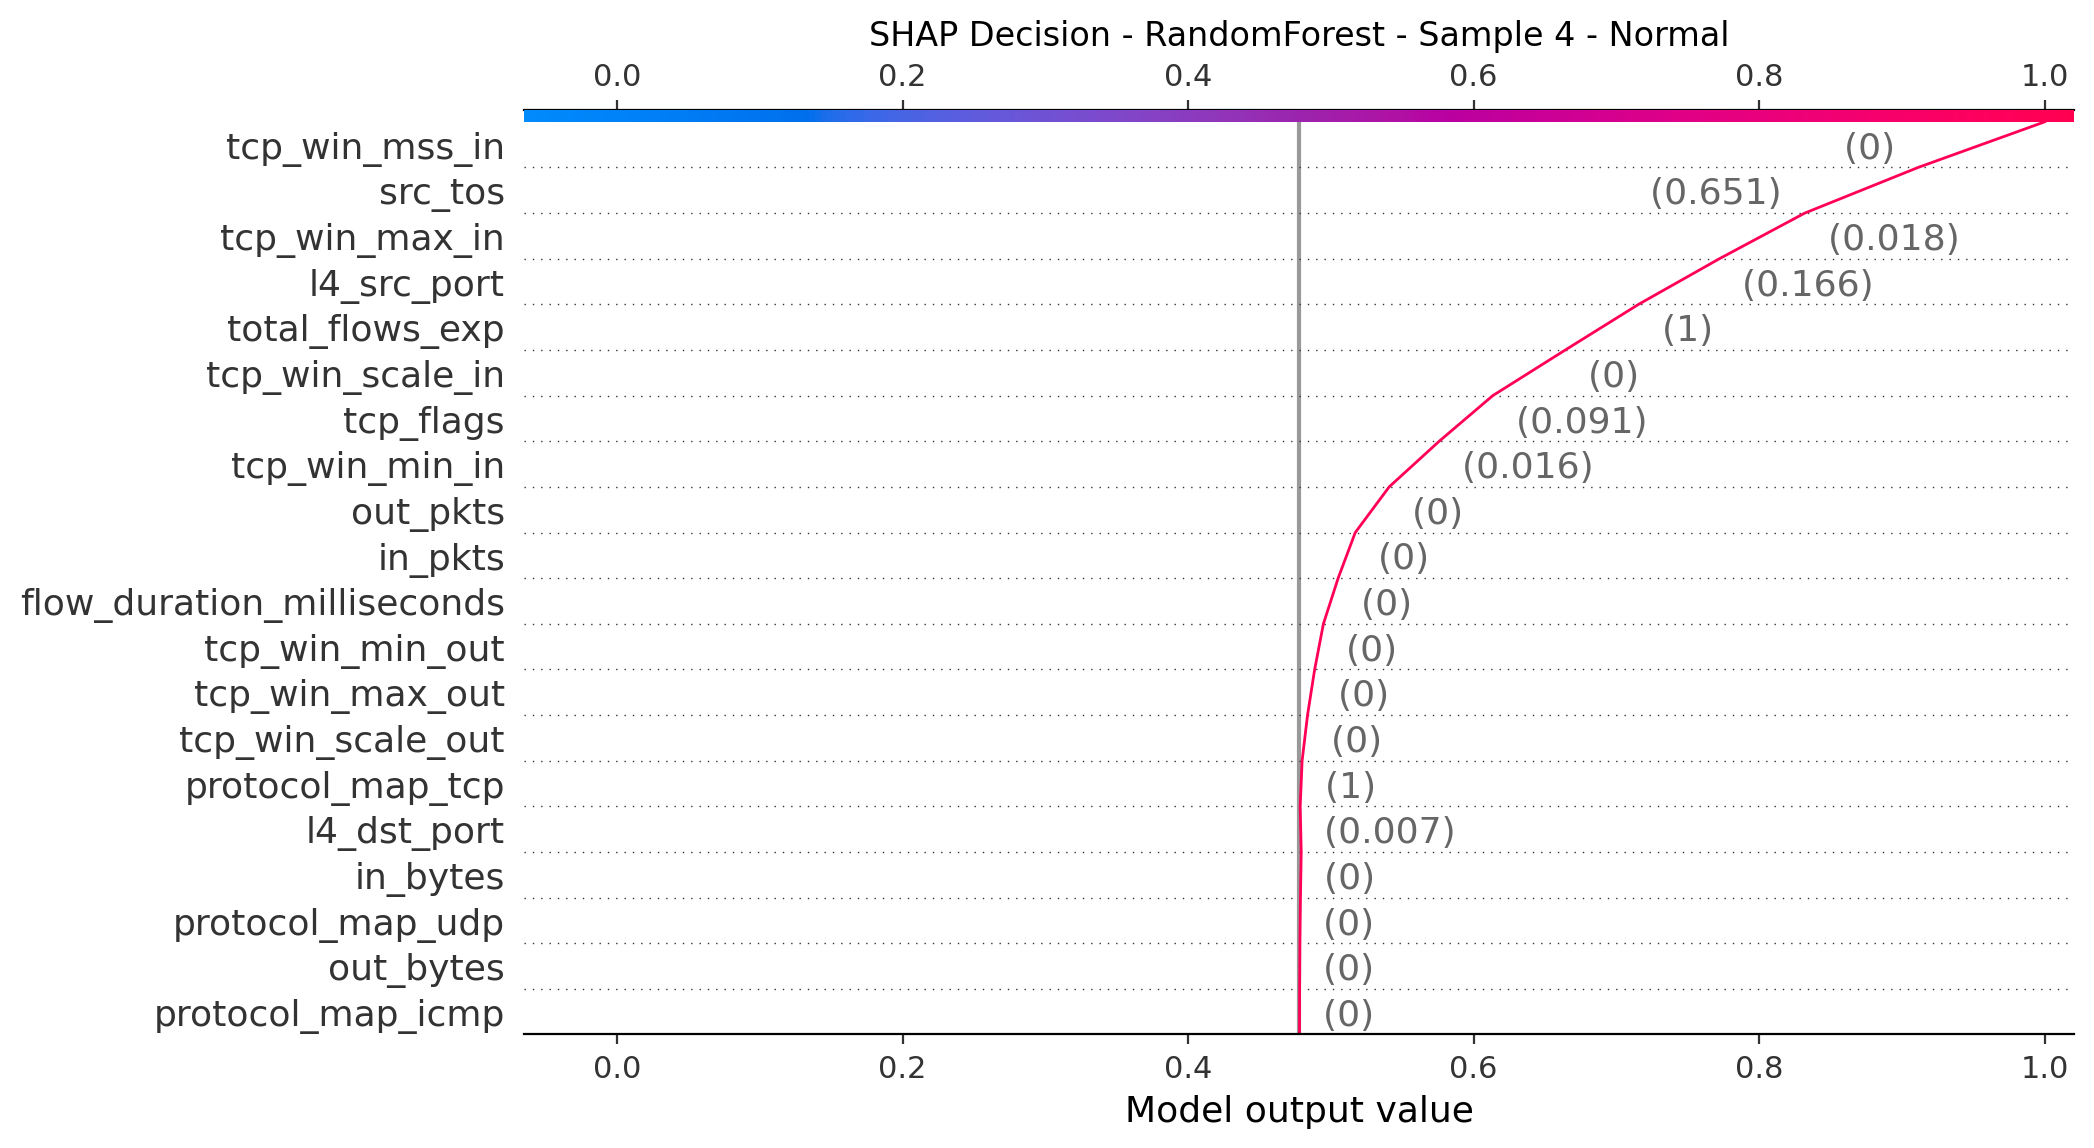 SHAP Decision - RandomForest - Sample 4 - Normal
0.0 0.2 0.4 0.6 0.8 1.0
tcp_win_mss_in (0)
src_tos (0.651)
tcp_win_max_in (0.018)
l4_src_port (0.166)
total_flows_exp (1)
tcp_win_scale_in (0)
tcp_flags (0.091)
tcp_win_min_in (0.016)
out_pkts (0)
in_pkts (0)
flow_duration_milliseconds (0)
tcp_win_min_out (0)
tcp_win_max_out (0)
tcp_win_scale_out (0)
protocol_map_tcp (1)
l4_dst_port (0.007)
in_bytes (0)
protocol_map_udp (0)
out_bytes (0)
protocol_map_icmp (0)
0.0 0.2 0.4 0.6 0.8 1.0
Model output value